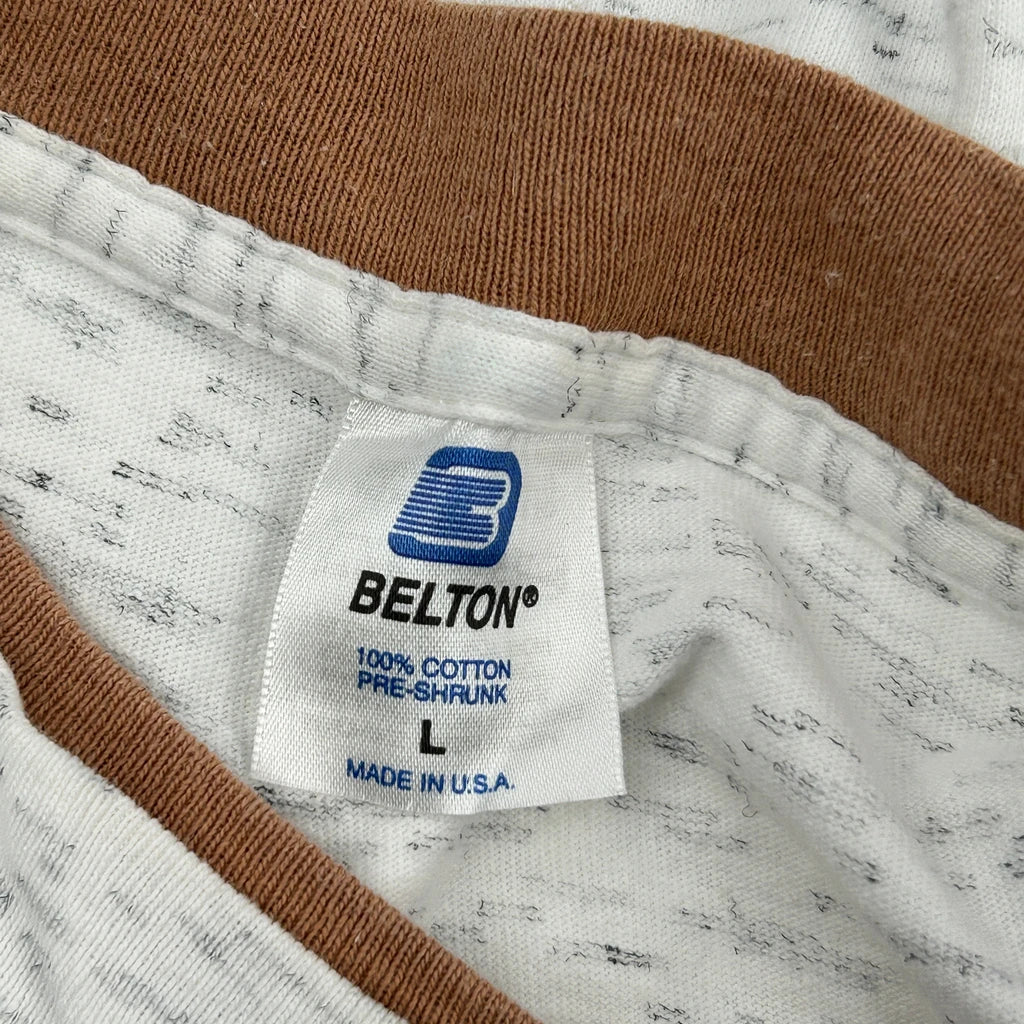 BELTON®
100% COTTON
PRE-SHRUNK
L
MADE IN U.S.A.